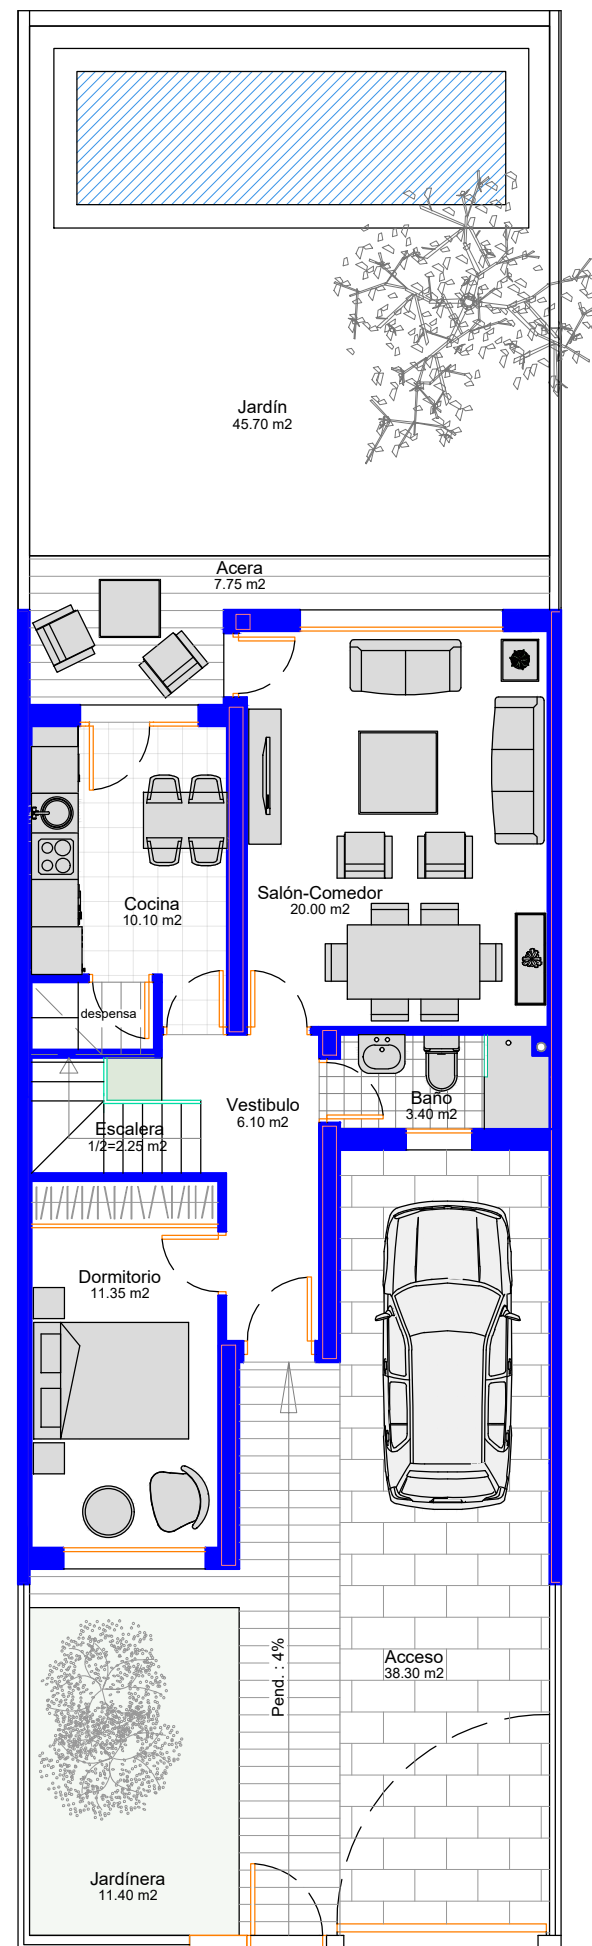 Jardín
45.70 m2
Acera
7.75 m2
Salón-Comedor
20.00 m2
Cocina
10.10 m2
despensa
Vestibulo
6.10 m2
Baño
3.40 m2
Escalera
1/2=2.25 m2
Dormitorio
11.35 m2
Pend. : 4%
Acceso
38.30 m2
Jardínera
11.40 m2